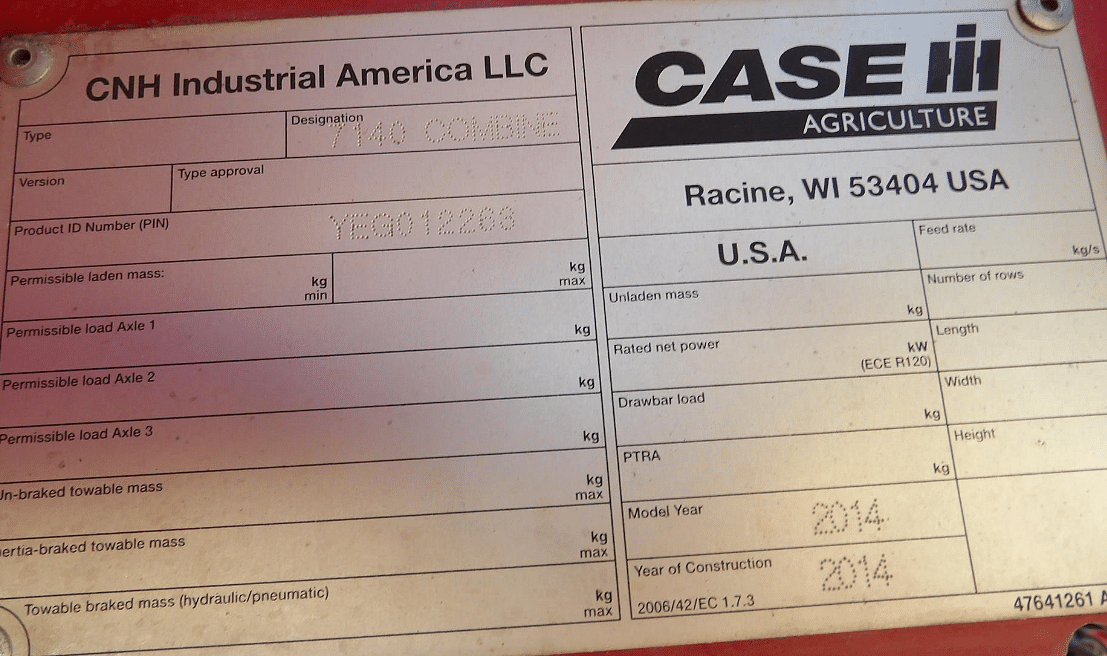 CNH Industrial America LLC
Type
Designation
7140 COMBINE
Version
Type approval
Product ID Number (PIN)
YEG012268
Permissible laden mass:
kg
min
kg
max
Permissible load Axle 1
kg
Permissible load Axle 2
kg
Permissible load Axle 3
kg
Un-braked towable mass
kg
max
ertia-braked towable mass
kg
max
Towable braked mass (hydraulic/pneumatic)
kg
max
CASE IH
AGRICULTURE
Racine, WI 53404 USA
U.S.A.
Feed rate
kg/s
Unladen mass
kg
Number of rows
Rated net power
kW
(ECE R120)
Length
Drawbar load
kg
Width
PTRA
kg
Height
Model Year
2014
Year of Construction
2014
2006/42/EC 1.7.3
47641261 A